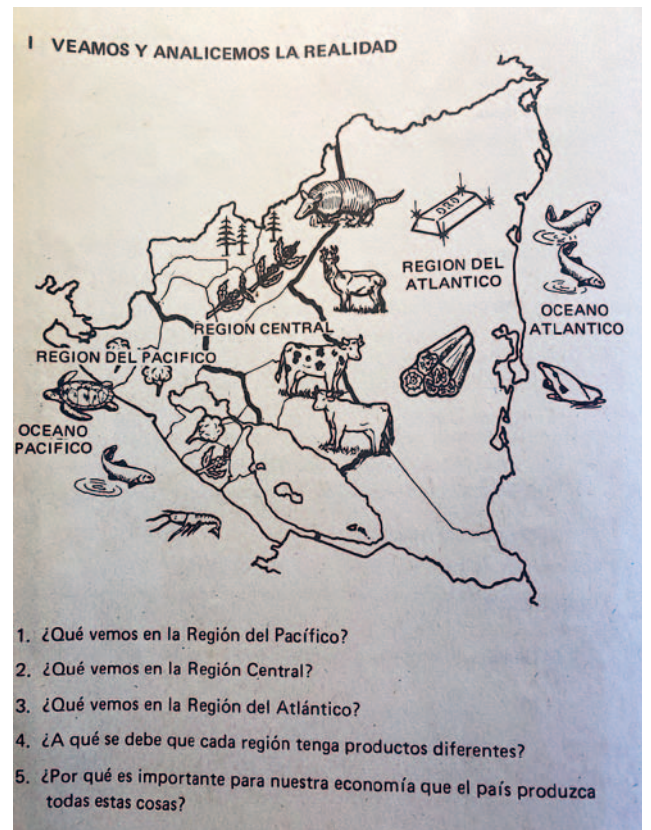 I VEAMOS Y ANALICEMOS LA REALIDAD
ORO
REGION DEL
ATLANTICO
OCEANO
ATLANTICO
REGION CENTRAL
REGION DEL PACIFICO
OCEANO
PACIFICO
1. ¿Qué vemos en la Región del Pacífico?
2. ¿Qué vemos en la Región Central?
3. ¿Qué vemos en la Región del Atlántico?
4. ¿A qué se debe que cada región tenga productos diferentes?
5. ¿Por qué es importante para nuestra economía que el país produzca
todas estas cosas?